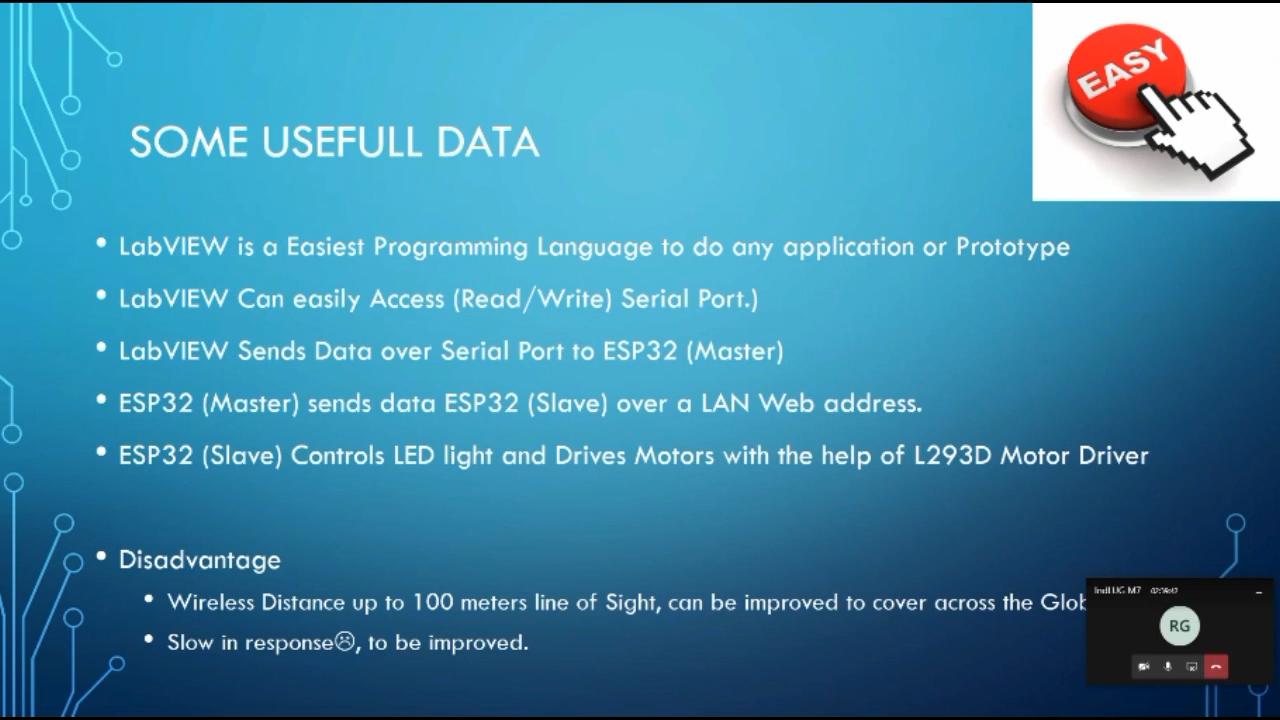 EASY
SOME USEFULL DATA
• LabVIEW is a Easiest Programming Language to do any application or Prototype
• LabVIEW Can easily Access (Read/Write) Serial Port.)
• LabVIEW Sends Data over Serial Port to ESP32 (Master)
• ESP32 (Master) sends data ESP32 (Slave) over a LAN Web address.
• ESP32 (Slave) Controls LED light and Drives Motors with the help of L293D Motor Driver
• Disadvantage
• Wireless Distance up to 100 meters line of Sight, can be improved to cover across the Glob
• Slow in response☹, to be improved.
RG